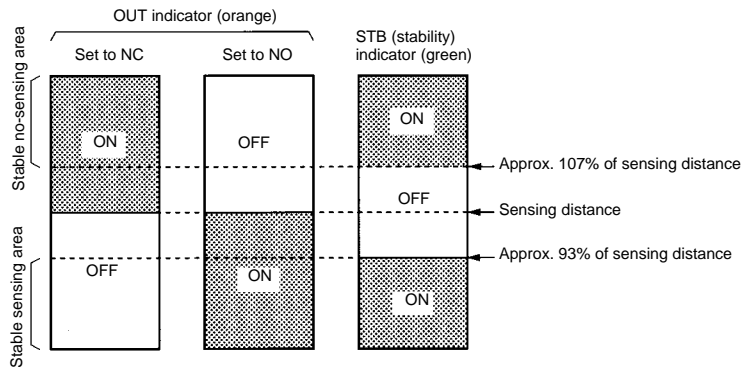 OUT indicator (orange)
Set to NC
Set to NO
STB (stability)
indicator (green)
Stable no-sensing area
Stable sensing area
ON
OFF
OFF
ON
ON
OFF
ON
Approx. 107% of sensing distance
Sensing distance
Approx. 93% of sensing distance